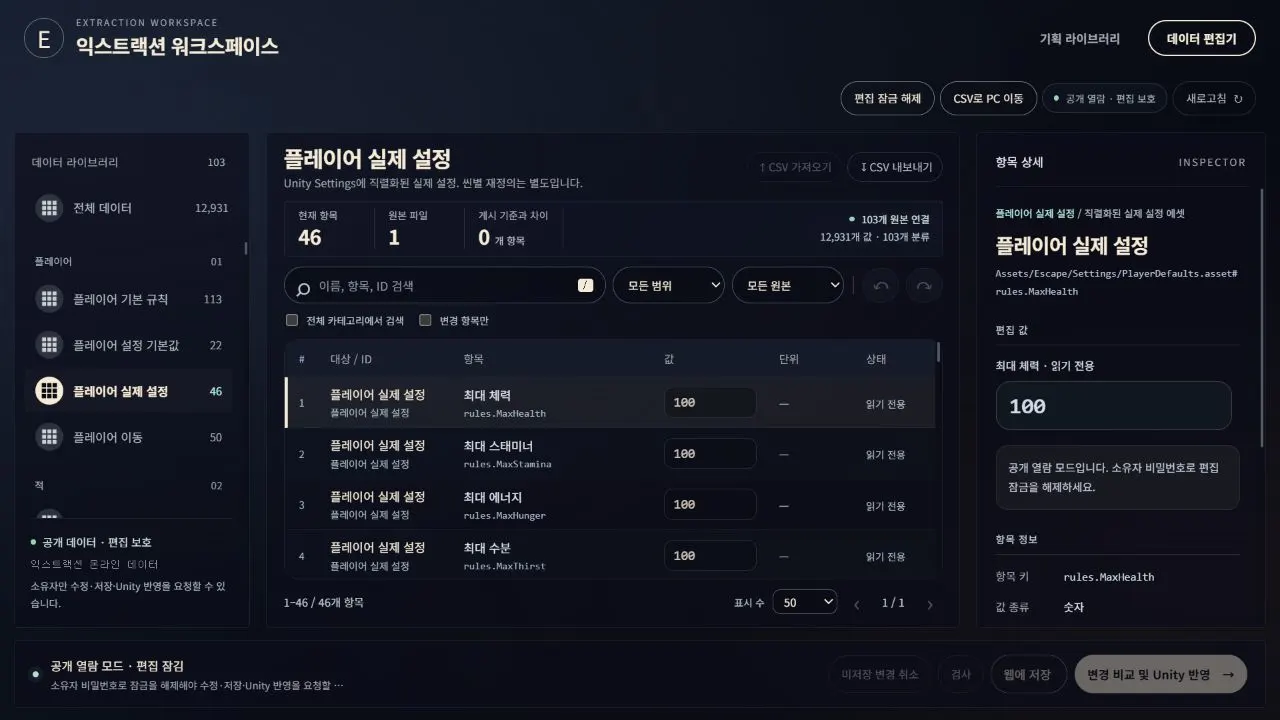 E
EXTRACTION WORKSPACE
익스트랙션 워크스페이스
기획 라이브러리
데이터 편집기
편집 잠금 해제
CSV로 PC 이동
공개 열람 · 편집 보호
새로고침 ↻
데이터 라이브러리 103
전체 데이터 12,931
플레이어 01
플레이어 기본 규칙 113
플레이어 설정 기본값 22
플레이어 실제 설정 46
플레이어 이동 50
적 02
공개 데이터 · 편집 보호
익스트랙션 온라인 데이터
소유자만 수정·저장·Unity 반영을 요청할 수 있
습니다.
플레이어 실제 설정
Unity Settings에 직렬화된 실제 설정. 씬별 재정의는 별도입니다.
↑ CSV 가져오기
↧ CSV 내보내기
현재 항목 원본 파일 게시 기준과 차이
46 1 0 개 항목
103개 원본 연결
12,931개 값 · 103개 분류
이름, 항목, ID 검색 /
모든 범위
모든 원본
전체 카테고리에서 검색
변경 항목만
# 대상 / ID 항목 값 단위 상태
1 플레이어 실제 설정 최대 체력 100 — 읽기 전용
플레이어 실제 설정 rules.MaxHealth
2 플레이어 실제 설정 최대 스태미너 100 — 읽기 전용
플레이어 실제 설정 rules.MaxStamina
3 플레이어 실제 설정 최대 에너지 100 — 읽기 전용
플레이어 실제 설정 rules.MaxHunger
4 플레이어 실제 설정 최대 수분 100 — 읽기 전용
플레이어 실제 설정 rules.MaxThirst
1–46 / 46개 항목
표시 수 50 ‹ 1 / 1 ›
항목 상세 INSPECTOR
플레이어 실제 설정 / 직렬화된 실제 설정 에셋
플레이어 실제 설정
Assets/Escape/Settings/PlayerDefaults.asset#
rules.MaxHealth
편집 값
최대 체력 · 읽기 전용
100
공개 열람 모드입니다. 소유자 비밀번호로 편집
잠금을 해제하세요.
항목 정보
항목 키 rules.MaxHealth
값 종류 숫자
공개 열람 모드 · 편집 잠김
소유자 비밀번호로 잠금을 해제해야 수정·저장·Unity 반영을 요청할 …
미저장 변경 취소
검사
웹에 저장
변경 비교 및 Unity 반영 →